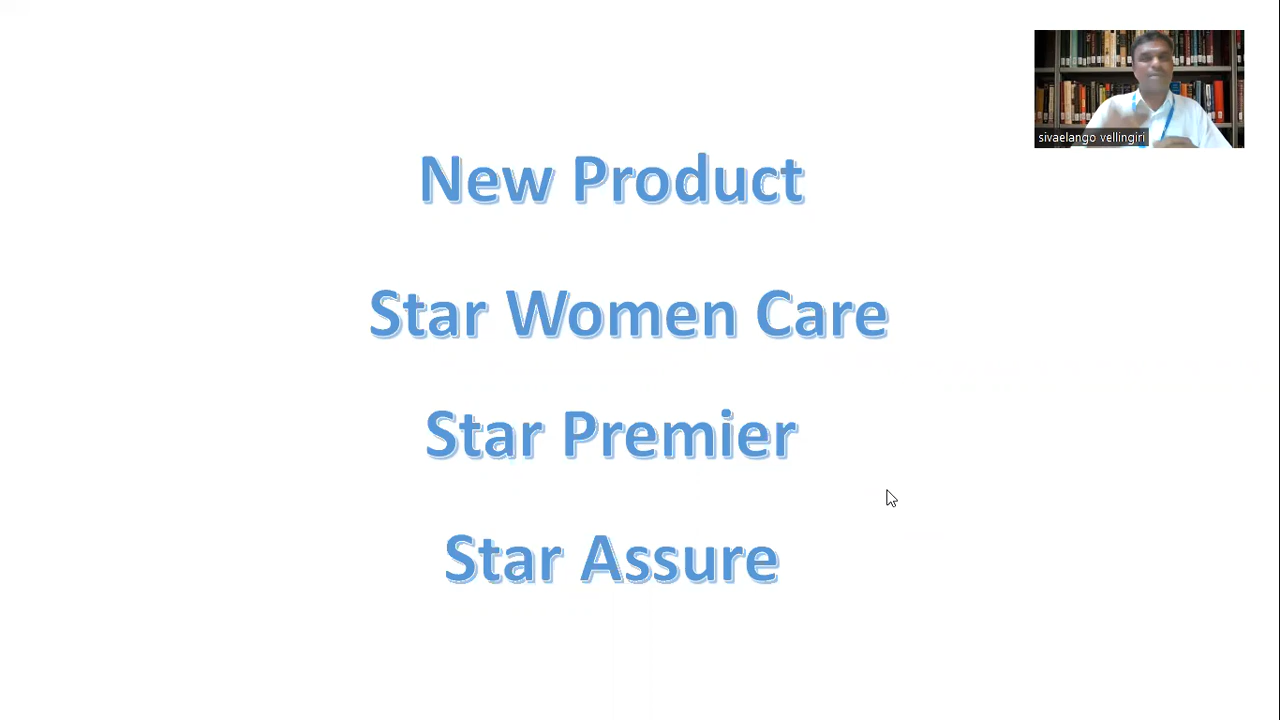 sivaelango vellingiri
New Product
Star Women Care
Star Premier
Star Assure